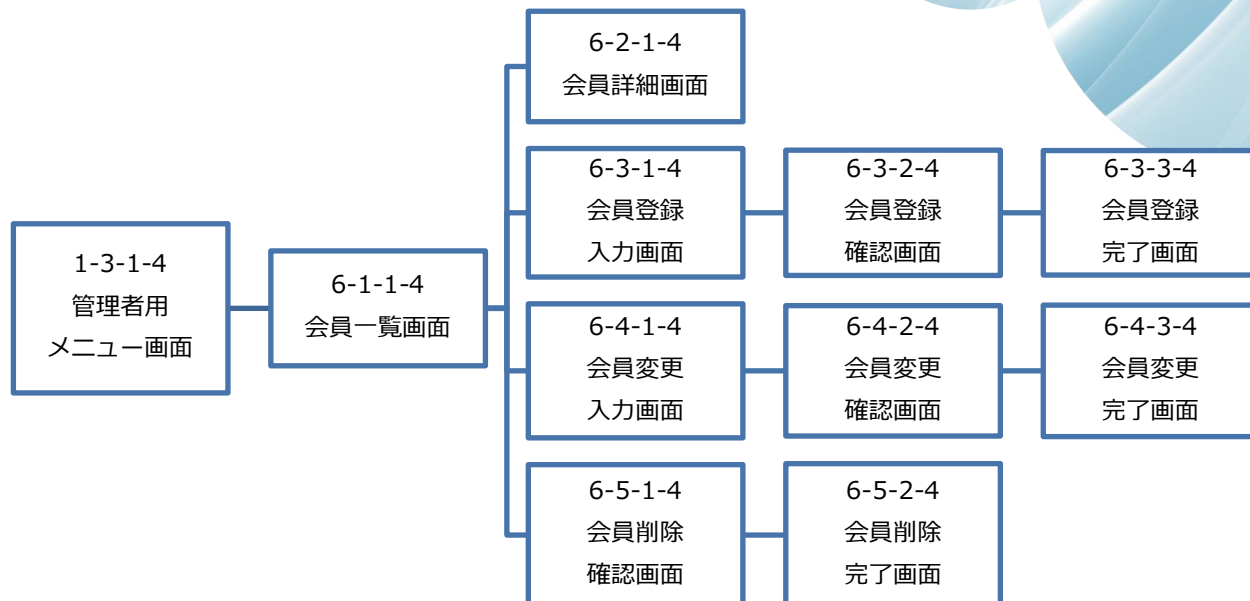 6-2-1-4
会員詳細画面
6-3-1-4
会員登録
入力画面
6-3-2-4
会員登録
確認画面
6-3-3-4
会員登録
完了画面
1-3-1-4
管理者用
メニュー画面
6-1-1-4
会員一覧画面
6-4-1-4
会員変更
入力画面
6-4-2-4
会員変更
確認画面
6-4-3-4
会員変更
完了画面
6-5-1-4
会員削除
確認画面
6-5-2-4
会員削除
完了画面